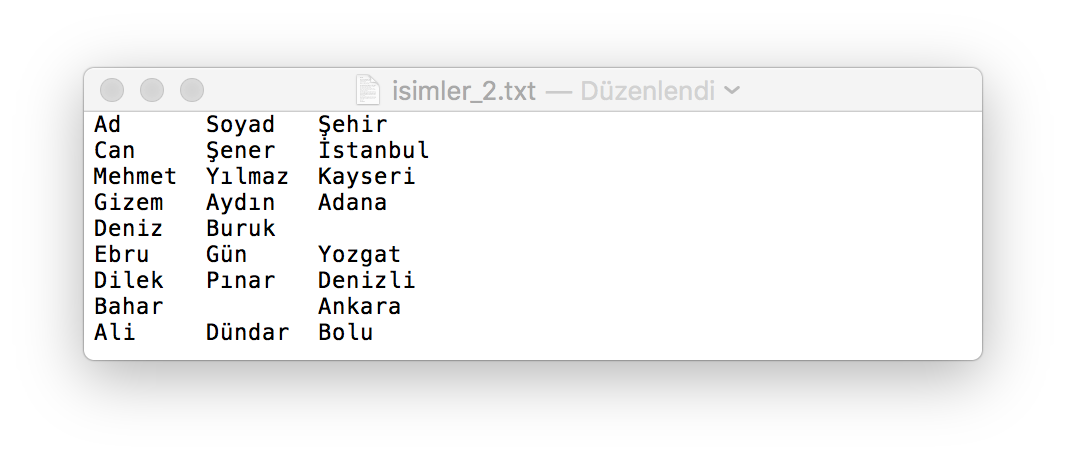 isimler_2.txt — Düzenlendi
Ad Soyad Şehir
Can Şener İstanbul
Mehmet Yılmaz Kayseri
Gizem Aydın Adana
Deniz Buruk
Ebru Gün Yozgat
Dilek Pınar Denizli
Bahar Ankara
Ali Dündar Bolu